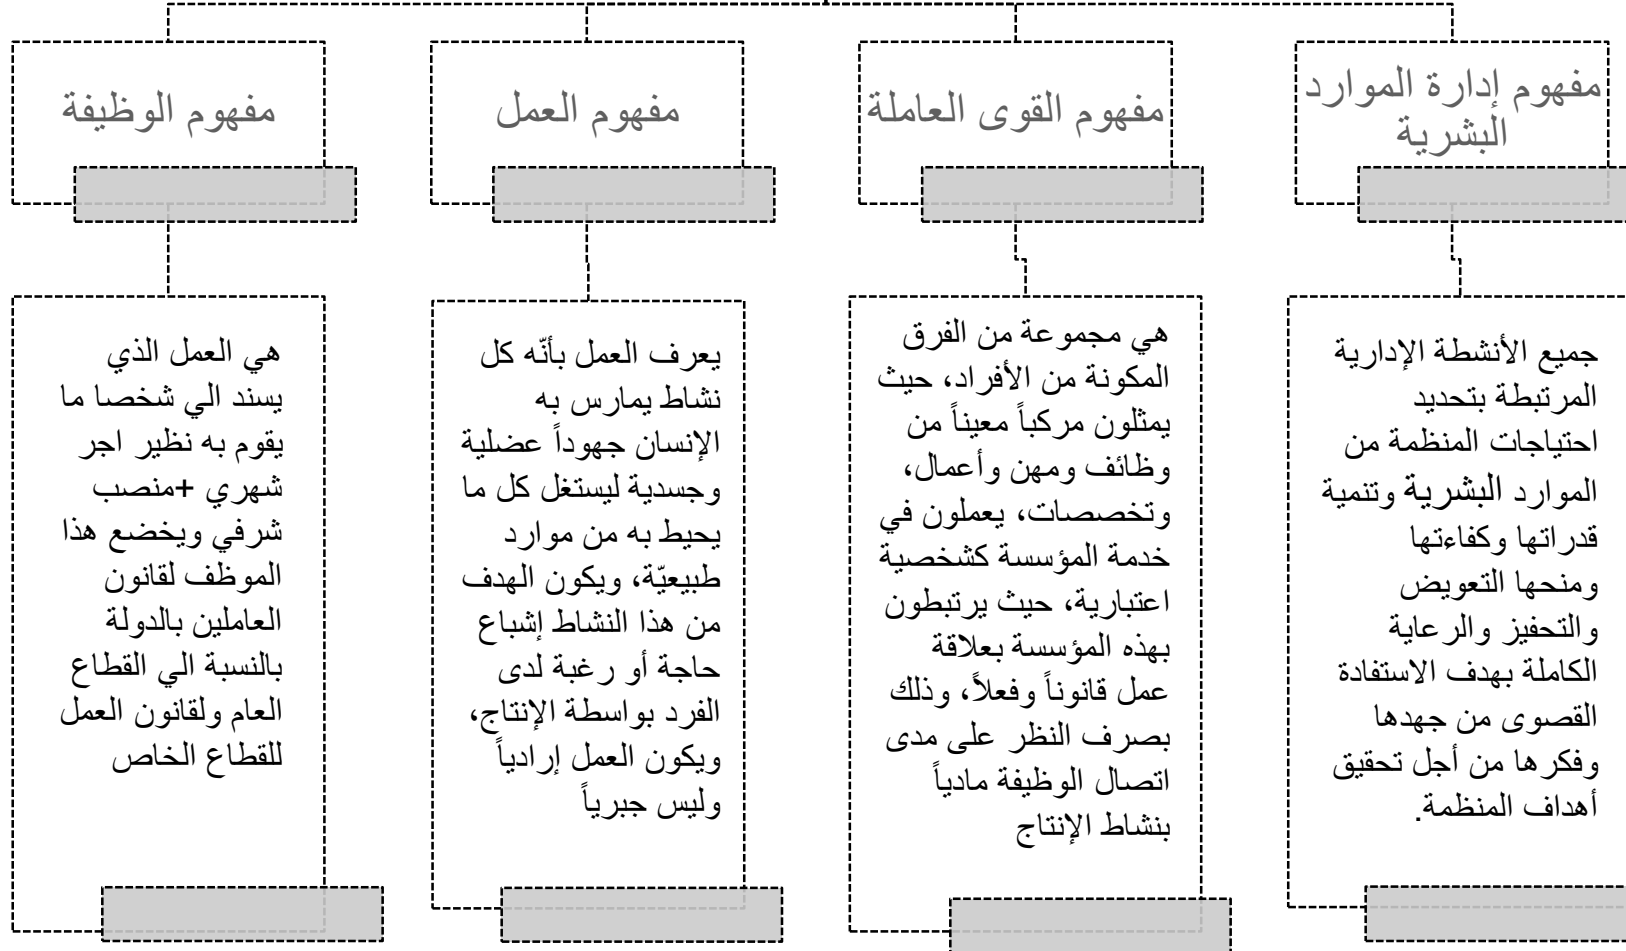 مفهوم إدارة الموارد
البشرية
مفهوم القوى العاملة
مفهوم العمل
مفهوم الوظيفة
جميع الأنشطة الإدارية
المرتبطة بتحديد
احتياجات المنظمة من
الموارد البشرية وتنمية
قدراتها وكفاءتها
ومنحها التعويض
والتحفيز والرعاية
الكاملة بهدف الاستفادة
القصوى من جهدها
وفكرها من أجل تحقيق
أهداف المنظمة.
هي مجموعة من الفرق
المكونة من الأفراد، حيث
يمثلون مركباً معيناً من
وظائف ومهن وأعمال،
وتخصصات، يعملون في
خدمة المؤسسة كشخصية
اعتبارية، حيث يرتبطون
بهذه المؤسسة بعلاقة
عمل قانوناً وفعلاً، وذلك
بصرف النظر على مدى
اتصال الوظيفة مادياً
بنشاط الإنتاج
يعرف العمل بأنّه كل
نشاط يمارس به
الإنسان جهوداً عضلية
وجسدية ليستغل كل ما
يحيط به من موارد
طبيعيّة، ويكون الهدف
من هذا النشاط إشباع
حاجة أو رغبة لدى
الفرد بواسطة الإنتاج،
ويكون العمل إرادياً
وليس جبرياً
هي العمل الذي
يسند الي شخصا ما
يقوم به نظير اجر
شهري +منصب
شرفي ويخضع هذا
الموظف لقانون
العاملين بالدولة
بالنسبة الي القطاع
العام ولقانون العمل
للقطاع الخاص